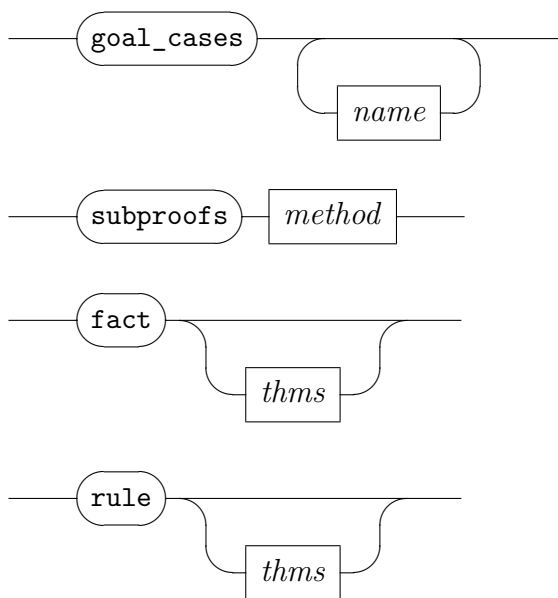 goal_cases
name
subproofs method
fact
thms
rule
thms